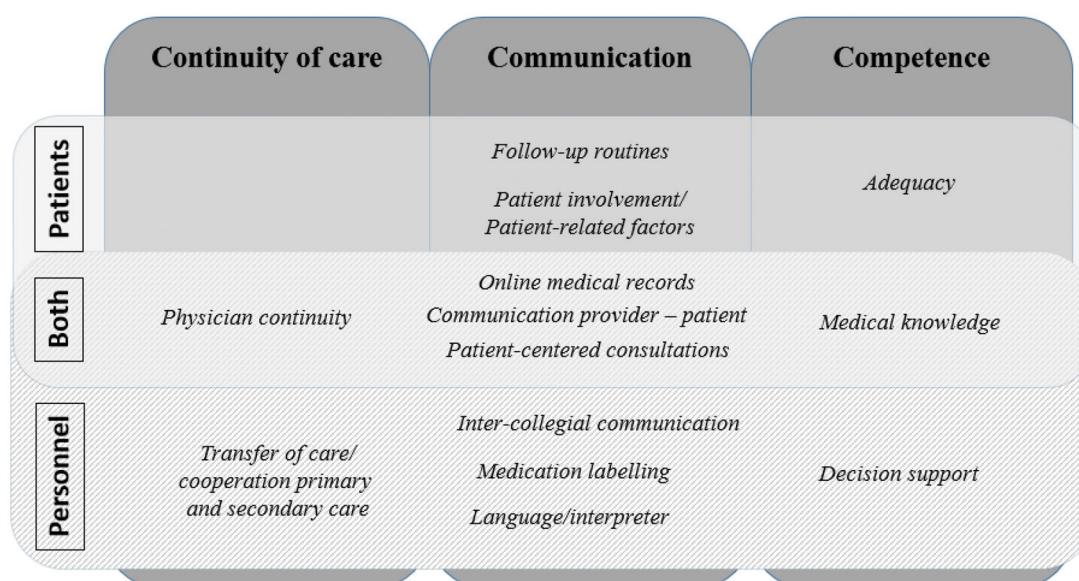 Continuity of care
Communication
Competence
Patients
Follow-up routines
Patient involvement/
Patient-related factors
Adequacy
Both
Physician continuity
Online medical records
Communication provider – patient
Patient-centered consultations
Medical knowledge
Personnel
Transfer of care/
cooperation primary
and secondary care
Inter-collegial communication
Medication labelling
Language/interpreter
Decision support